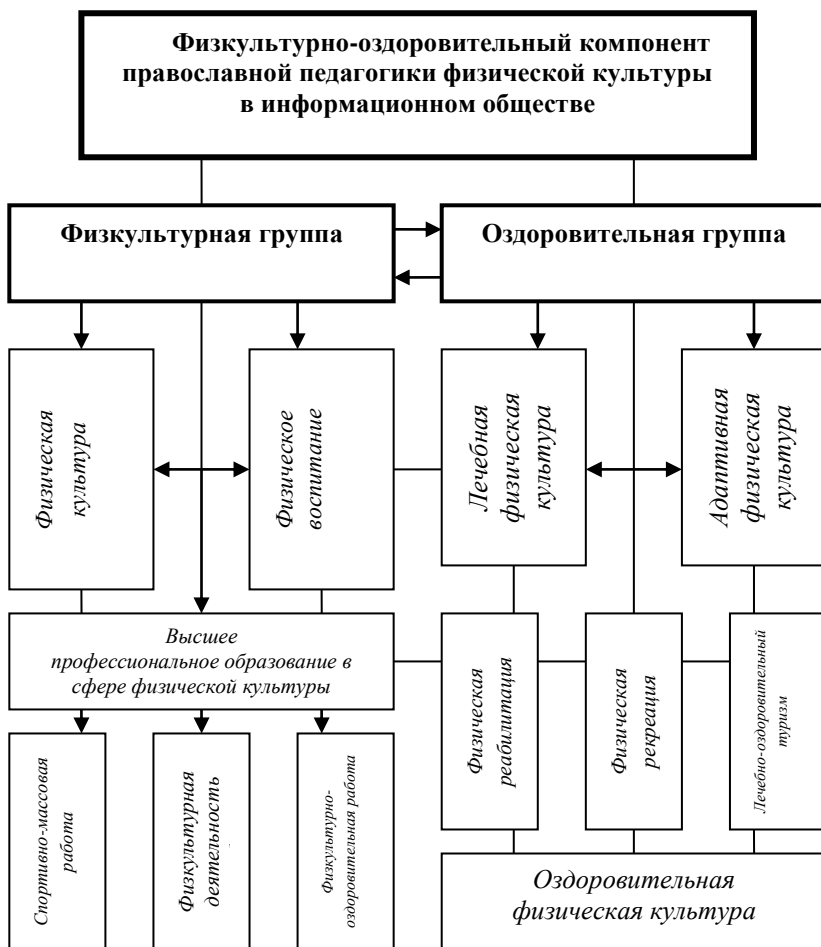 Физкультурно-оздоровительный компонент
православной педагогики физической культуры
в информационном обществе
Физкультурная группа
Оздоровительная группа
Физическая
культура
Физическое
воспитание
Лечебная
физическая
культура
Адаптивная
физическая
культура
Высшее
профессиональное образование в
сфере физической культуры
Физическая
реабилитация
Физическая
рекреация
Лечебно-оздоровительный
туризм
Спортивно-массовая
работа
Физкультурная
деятельность
Физкультурно-
оздоровительная работа
Оздоровительная
физическая культура